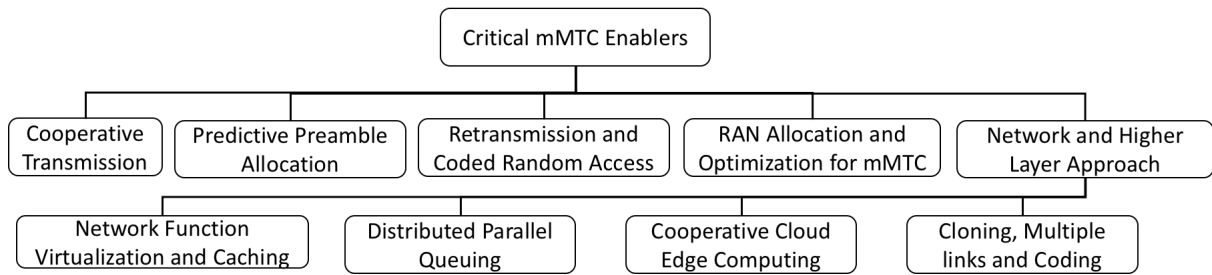 Critical mMTC Enablers
Cooperative
Transmission
Predictive Preamble
Allocation
Retransmission and
Coded Random Access
RAN Allocation and
Optimization for mMTC
Network and Higher
Layer Approach
Network Function
Virtualization and Caching
Distributed Parallel
Queuing
Cooperative Cloud
Edge Computing
Cloning, Multiple
links and Coding